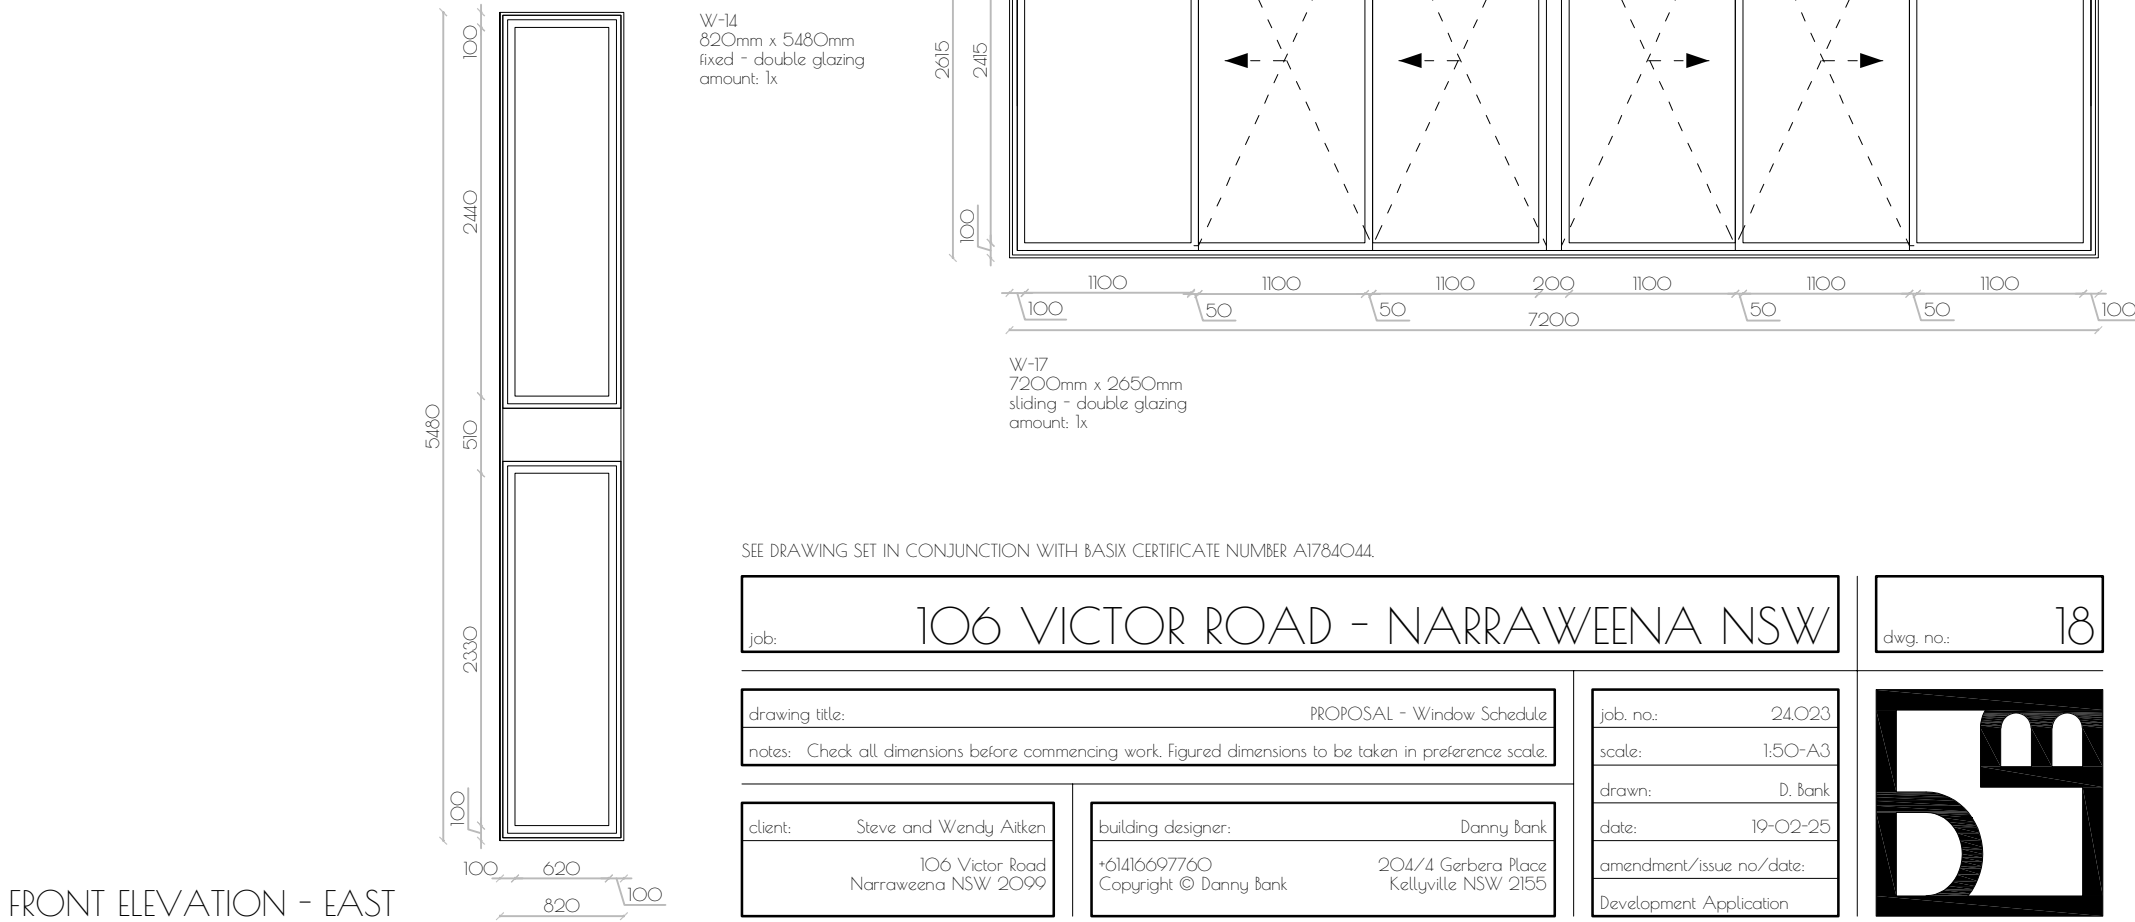 100
2440
510
5480
2330
100
100 620
100
820
FRONT ELEVATION - EAST
W-14
820mm x 5480mm
fixed - double glazing
amount: 1x
2615
2415
100
1100 1100 1100 200 1100 1100 1100
100 50 50 50 50 100
7200
W-17
7200mm x 2650mm
sliding - double glazing
amount: 1x
SEE DRAWING SET IN CONJUNCTION WITH BASIX CERTIFICATE NUMBER A1784044.
job: 106 VICTOR ROAD - NARRAWEENA NSW
dwg. no.: 18
drawing title: PROPOSAL - Window Schedule
notes: Check all dimensions before commencing work. Figured dimensions to be taken in preference scale.
client: Steve and Wendy Aitken
106 Victor Road
Narraweena NSW 2099
building designer: Danny Bank
+61416697760 204/4 Gerbera Place
Copyright © Danny Bank Kellyville NSW 2155
job. no.: 24.023
scale: 1:50-A3
drawn: D. Bank
date: 19-02-25
amendment/issue no/date:
Development Application